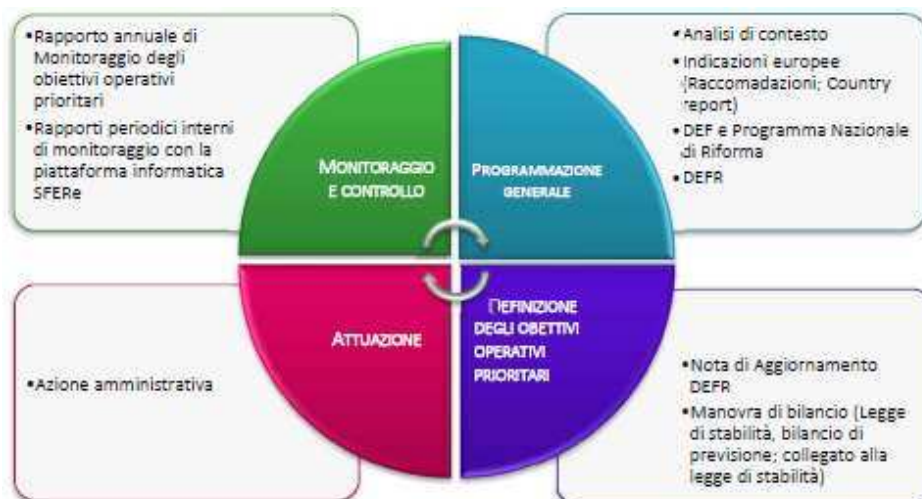 •Rapporto annuale di
Monitoraggio degli
obiettivi operativi
prioritari
•Rapporti periodici interni
di monitoraggio con la
piattaforma informatica
SFERe
MONITORAGGIO
E CONTROLLO
PROGRAMMAZIONE
GENERALE
•Analisi di contesto
•Indicazioni europee
(Raccomadazioni; Country
report)
•DEF e Programma Nazionale
di Riforma
•DEFR
•Azione amministrativa
ATTUAZIONE
DEFINIZIONE
DEGLI OBETTIVI
OPERATIVI
PRIORITARI
•Nota di Aggiornamento
DEFR
•Manovra di bilancio (Legge
di stabilità, bilancio di
previsione; collegato alla
legge di stabilità)